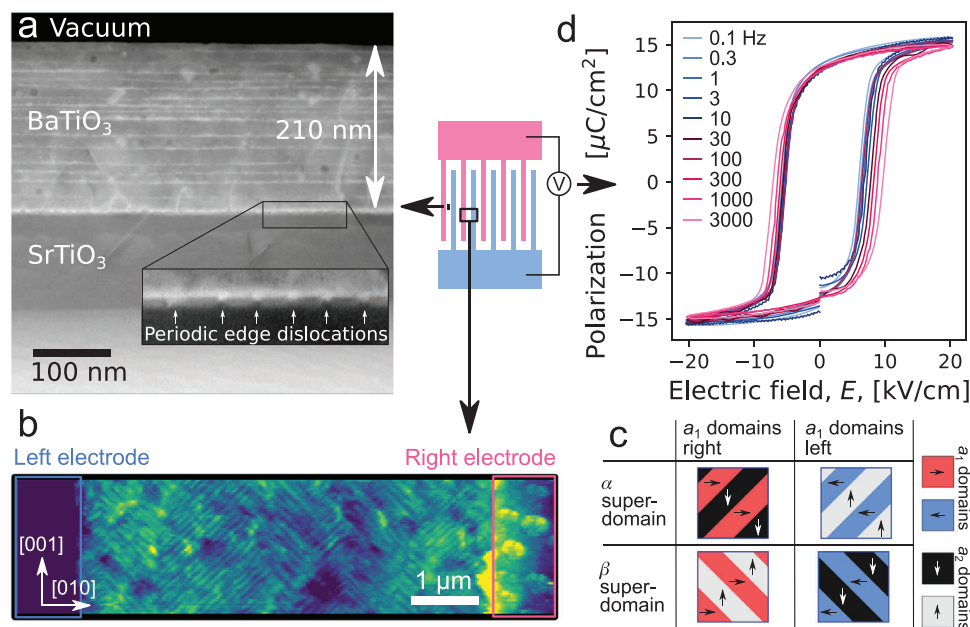 a
Vacuum
BaTiO₃
210 nm
SrTiO₃
Periodic edge dislocations
100 nm
V
d
Polarization [μC/cm²]
15
10
5
0
−5
−10
−15
0.1 Hz
0.3
1
3
10
30
100
300
1000
3000
−20
−10
0
10
20
Electric field, E, [kV/cm]
b
Left electrode
Right electrode
[001]
[010]
1 μm
c
a₁ domains
right
a₁ domains
left
α
super-
domain
β
super-
domain
a₁ domains
a₂ domains